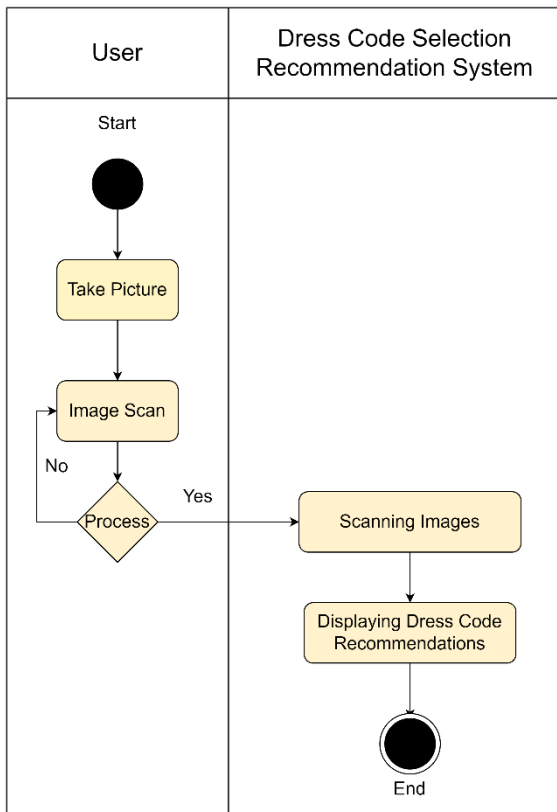 User
Dress Code Selection
Recommendation System
Start
Take Picture
Image Scan
No
Process
Yes
Scanning Images
Displaying Dress Code
Recommendations
End